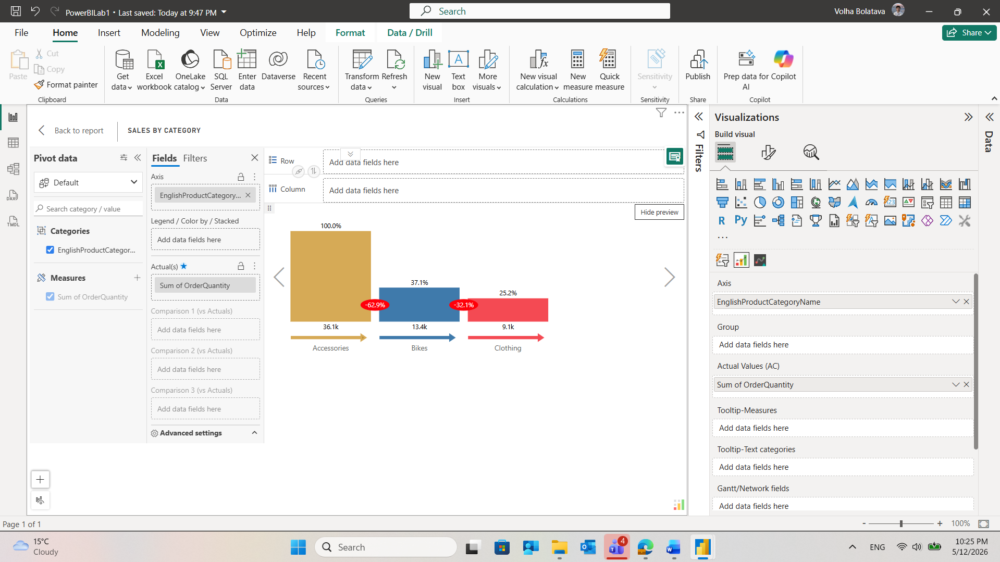 PowerBILab1 • Last saved: Today at 9:47 PM
Search
Volha Bolatava
File
Home
Insert
Modeling
View
Optimize
Help
Format
Data / Drill
Share
Paste
Cut
Copy
Format painter
Clipboard
Get data
Excel workbook
OneLake catalog
SQL Server
Enter data
Dataverse
Recent sources
Data
Transform data
Refresh
Queries
New visual
Text box
More visuals
Insert
New visual calculation
New measure
Quick measure
Calculations
Sensitivity
Sensitivity
Publish
Share
Prep data for AI
Copilot
Copilot
Back to report
SALES BY CATEGORY
Pivot data
Default
Search category / value
Categories
EnglishProductCategor...
Measures
Sum of OrderQuantity
Fields
Filters
Axis
EnglishProductCategory...
Legend / Color by / Stacked
Add data fields here
Actual(s)
Sum of OrderQuantity
Comparison 1 (vs Actuals)
Add data fields here
Comparison 2 (vs Actuals)
Add data fields here
Comparison 3 (vs Actuals)
Add data fields here
Advanced settings
Row
Add data fields here
Column
Add data fields here
Hide preview
100.0%
37.1%
25.2%
-62.9%
-32.1%
36.1k
13.4k
9.1k
Accessories
Bikes
Clothing
Filters
Visualizations
Build visual
123
R
Py
...
Axis
EnglishProductCategoryName
Group
Add data fields here
Actual Values (AC)
Sum of OrderQuantity
Tooltip-Measures
Add data fields here
Tooltip-Text categories
Add data fields here
Gantt/Network fields
Add data fields here
Data
DAX
TMDL
Page 1 of 1
- + 100%
15°C
Cloudy
Search
4
ENG
10:25 PM
5/12/2026